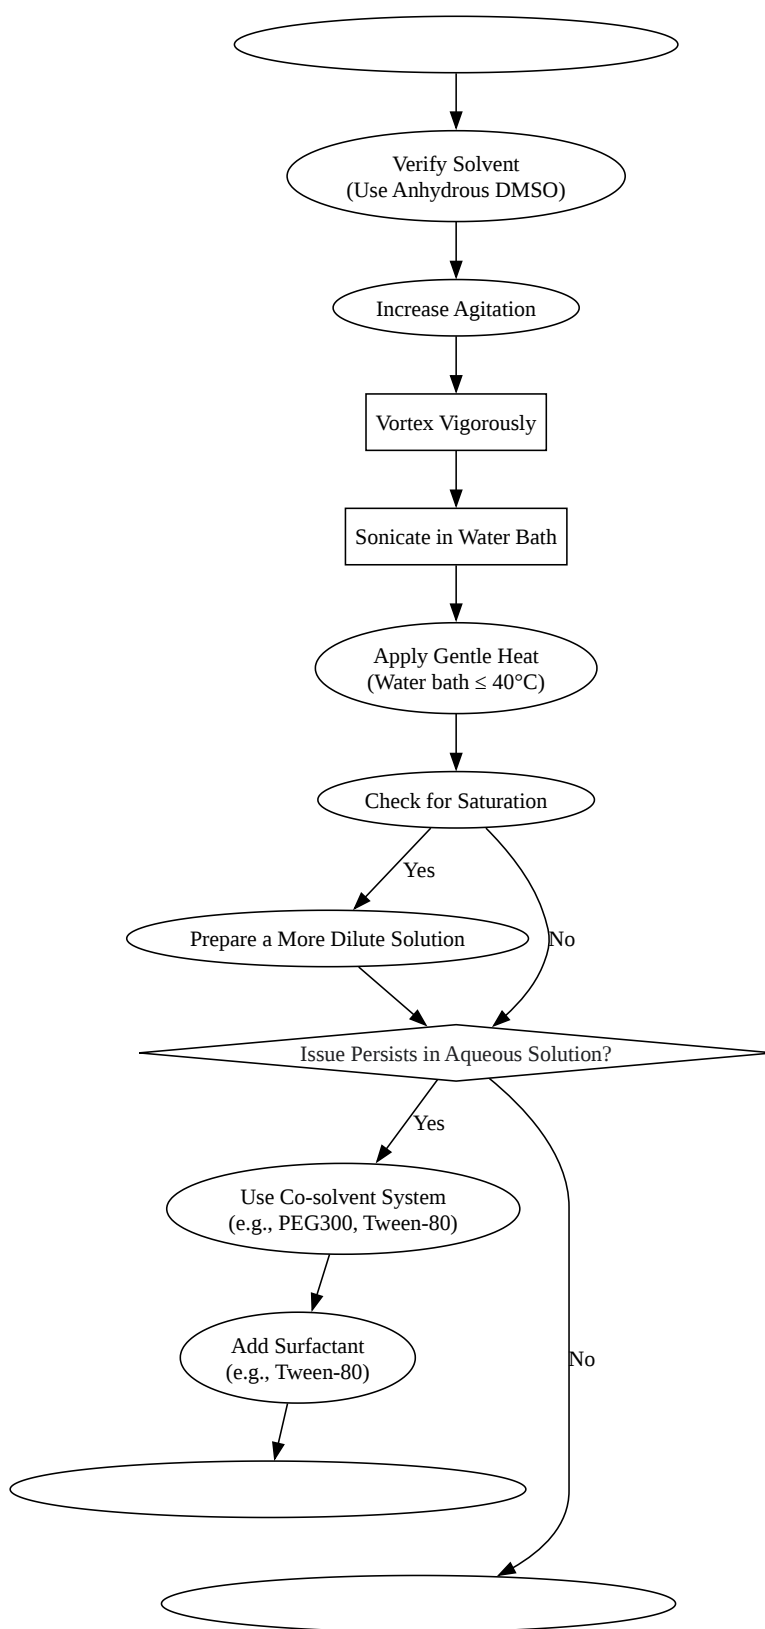 Verify Solvent
(Use Anhydrous DMSO)
Increase Agitation
Vortex Vigorously
Sonicate in Water Bath
Apply Gentle Heat
(Water bath ≤ 40°C)
Check for Saturation
Yes
Prepare a More Dilute Solution
No
Issue Persists in Aqueous Solution?
Yes
Use Co-solvent System
(e.g., PEG300, Tween-80)
Add Surfactant
(e.g., Tween-80)
No